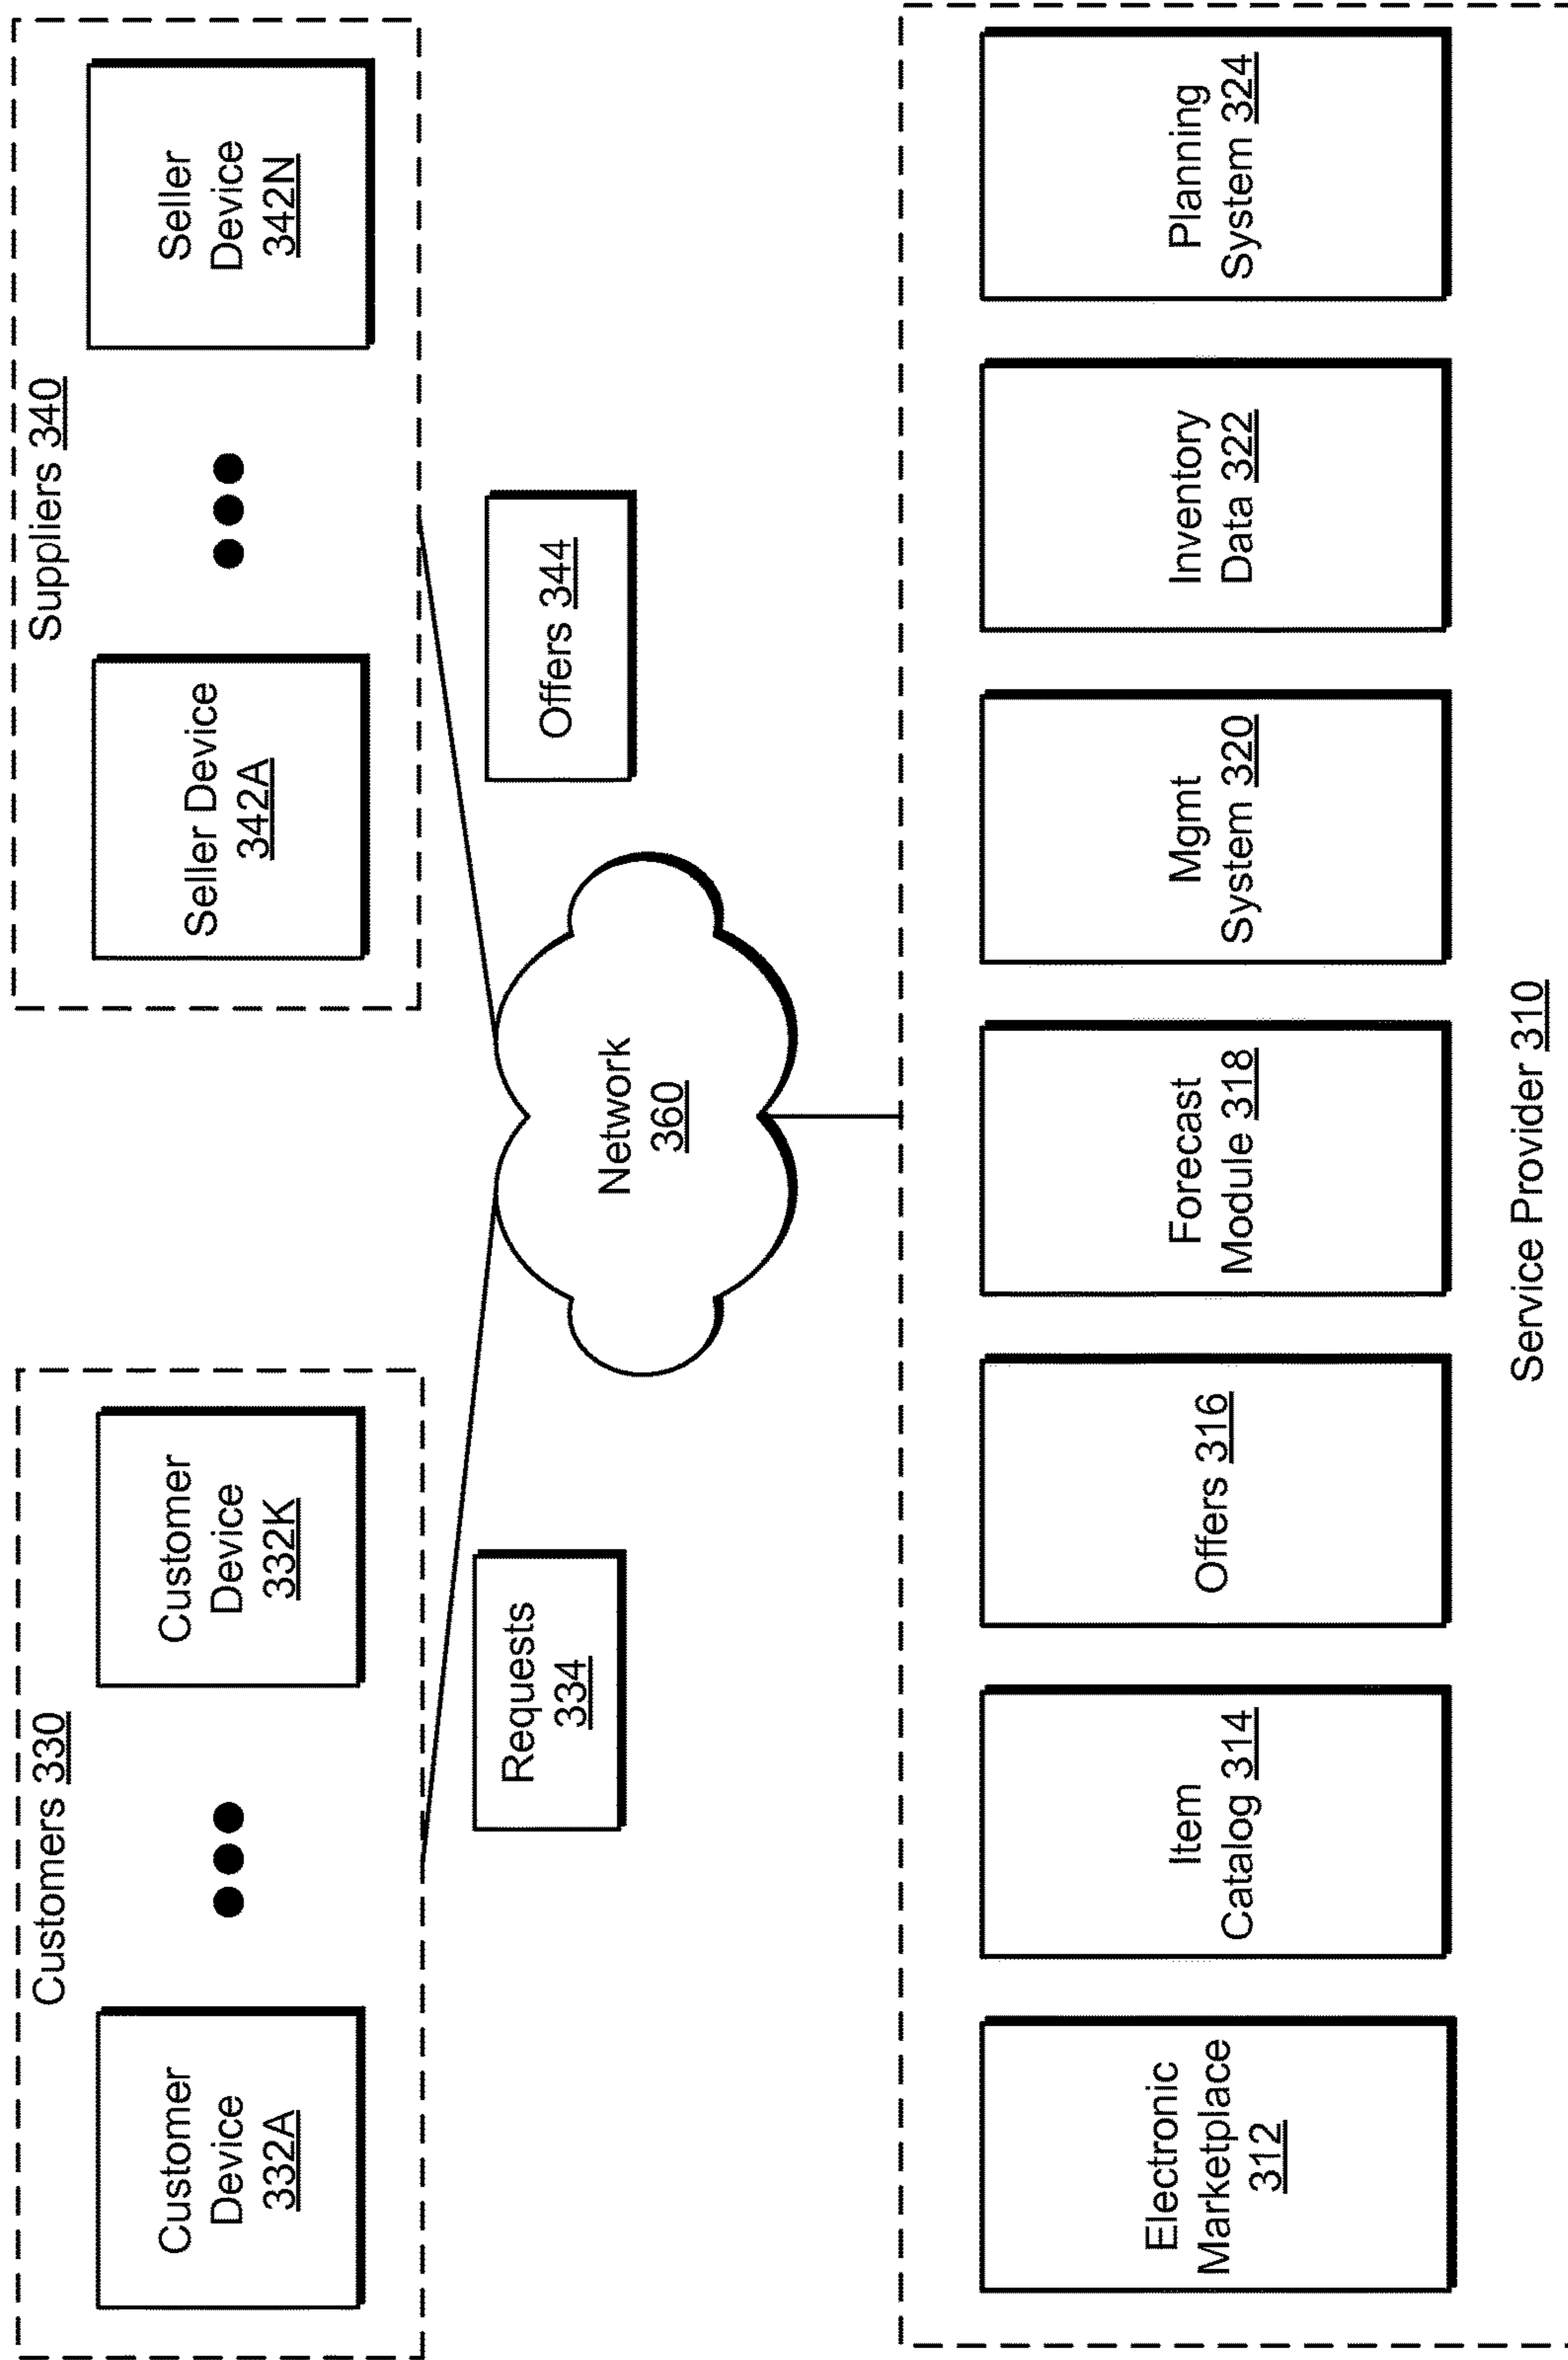 Customers 330
Customer
Device
332A
Customer
Device
332K
Suppliers 340
Seller Device
342A
Seller
Device
342N
Requests
334
Network
360
Offers 344
Electronic
Marketplace
312
Item
Catalog 314
Offers 316
Forecast
Module 318
Mgmt
System 320
Inventory
Data 322
Planning
System 324
Service Provider 310